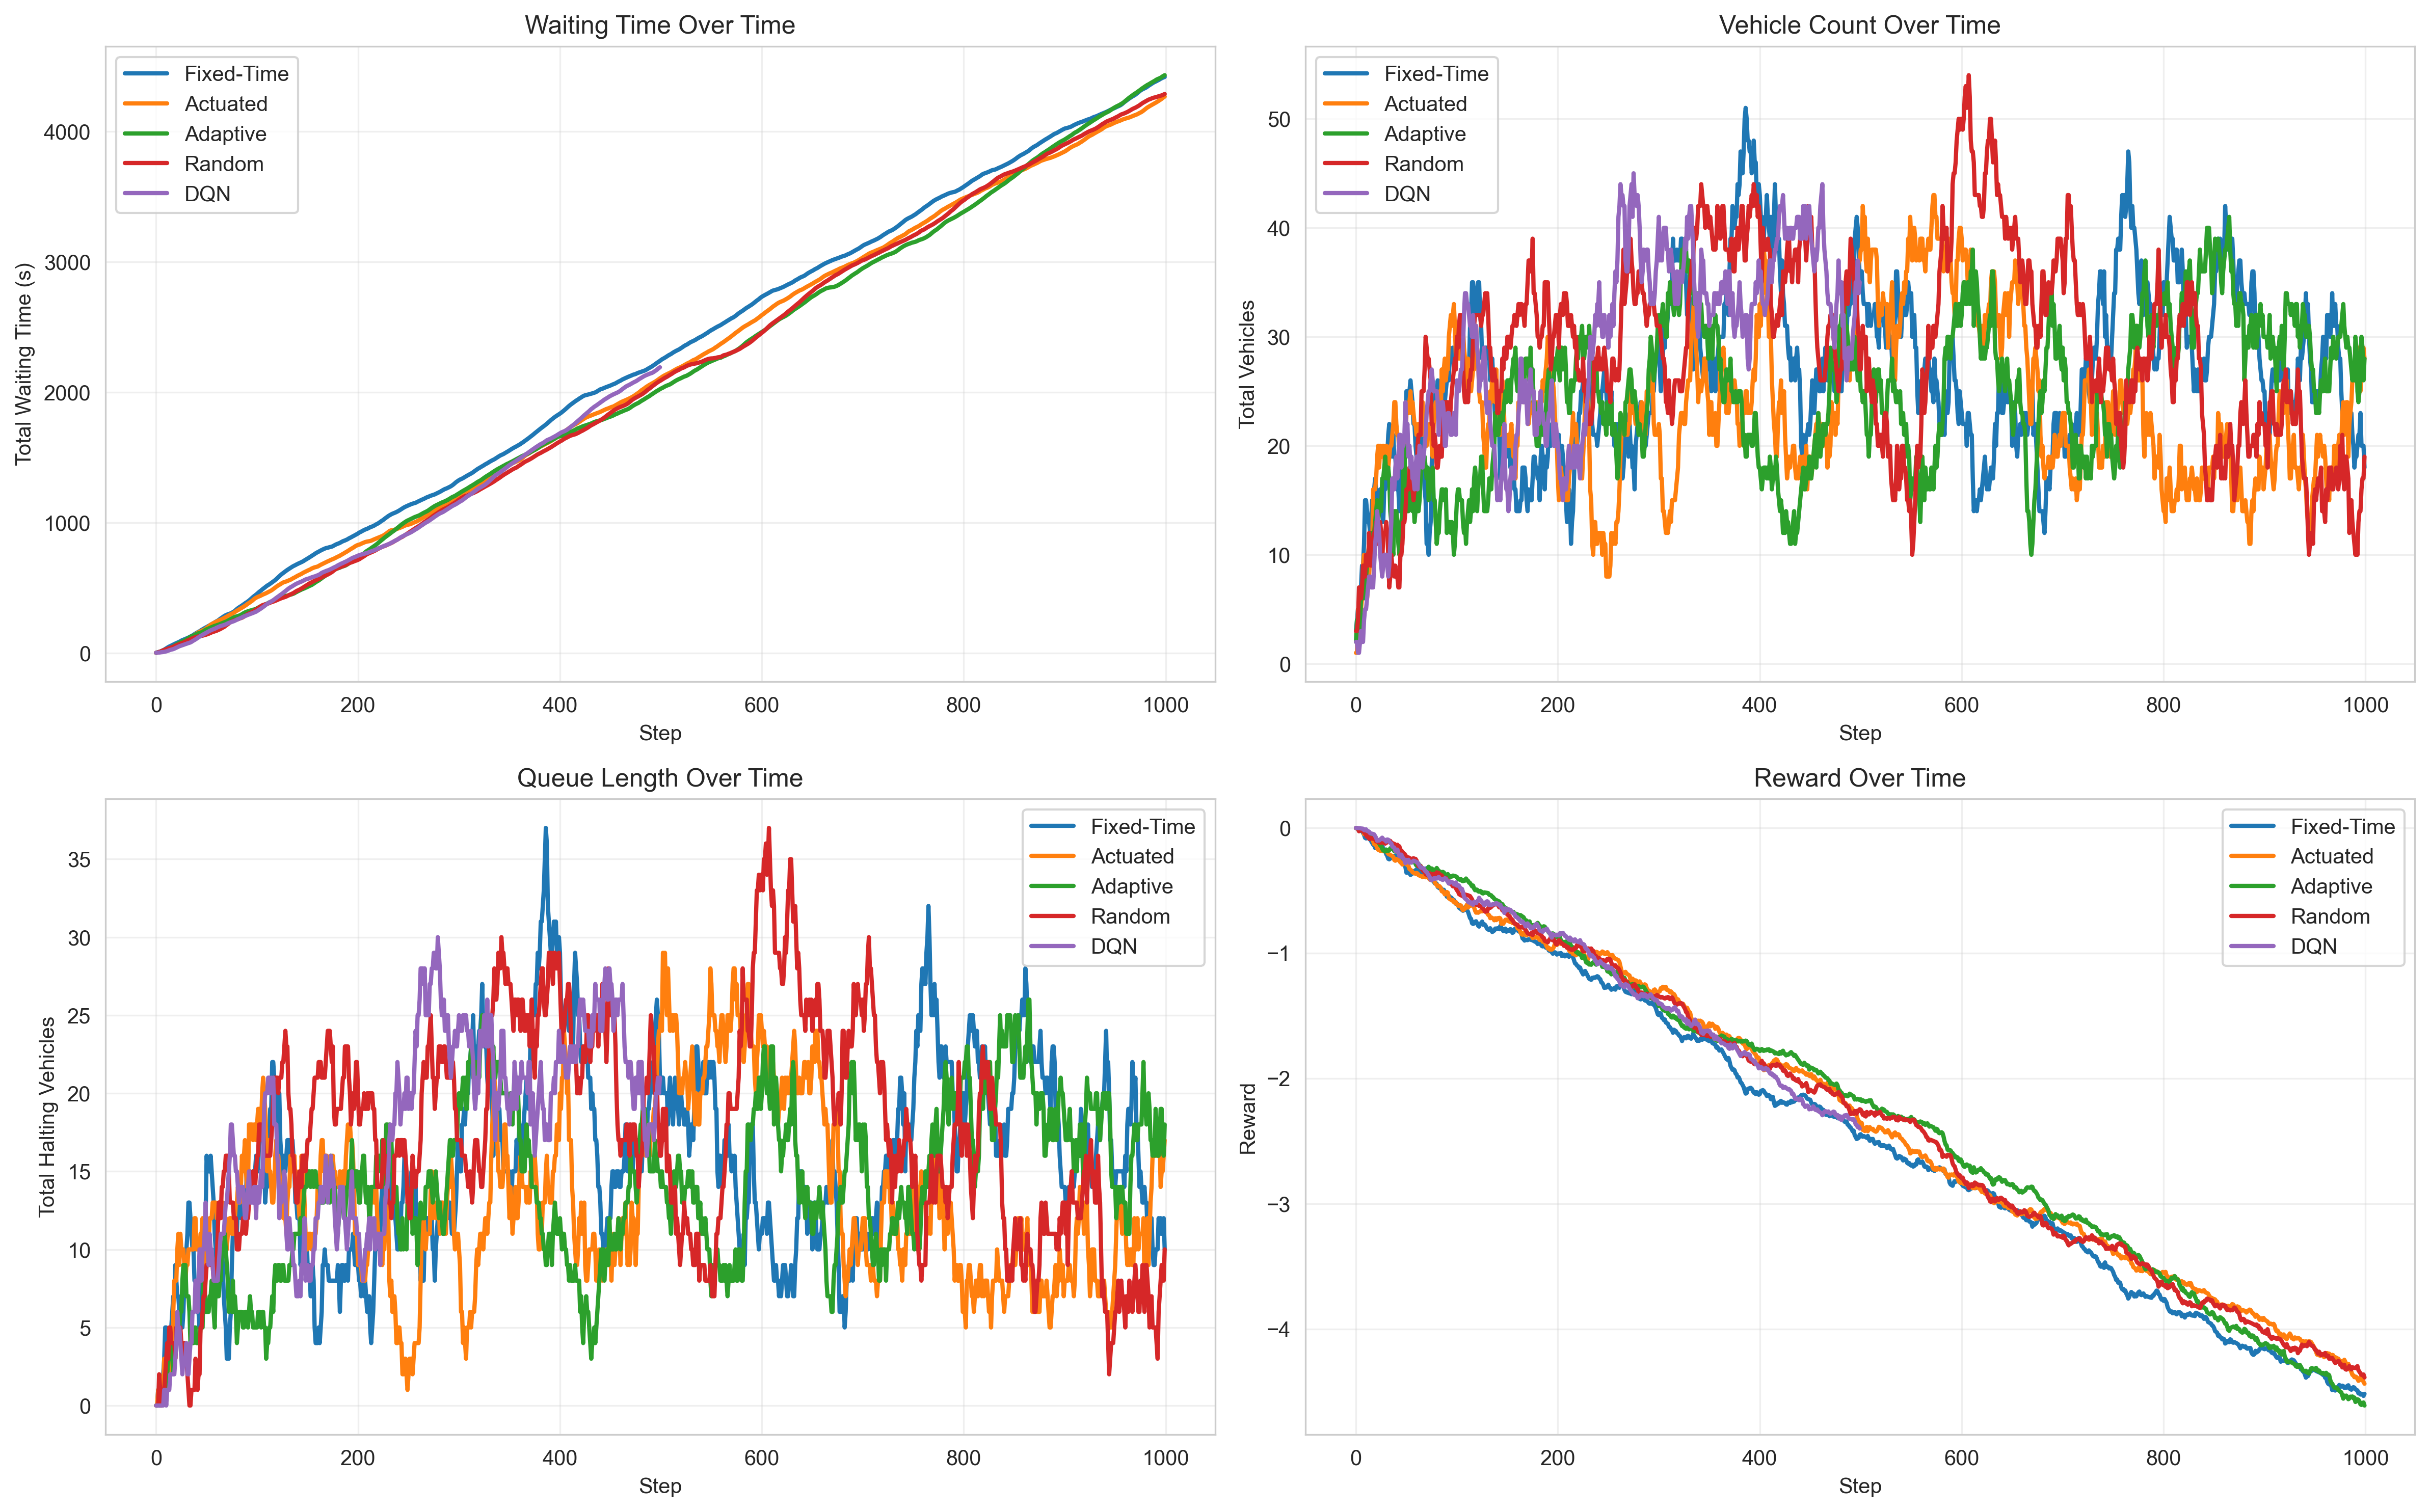 Waiting Time Over Time
Total Waiting Time (s)
4000
3000
2000
1000
0
Fixed-Time
Actuated
Adaptive
Random
DQN
0 200 400 600 800 1000
Step
Vehicle Count Over Time
Total Vehicles
50
40
30
20
10
0
Fixed-Time
Actuated
Adaptive
Random
DQN
0 200 400 600 800 1000
Step
Queue Length Over Time
Total Halting Vehicles
35
30
25
20
15
10
5
0
Fixed-Time
Actuated
Adaptive
Random
DQN
0 200 400 600 800 1000
Step
Reward Over Time
Reward
0
−1
−2
−3
−4
Fixed-Time
Actuated
Adaptive
Random
DQN
0 200 400 600 800 1000
Step